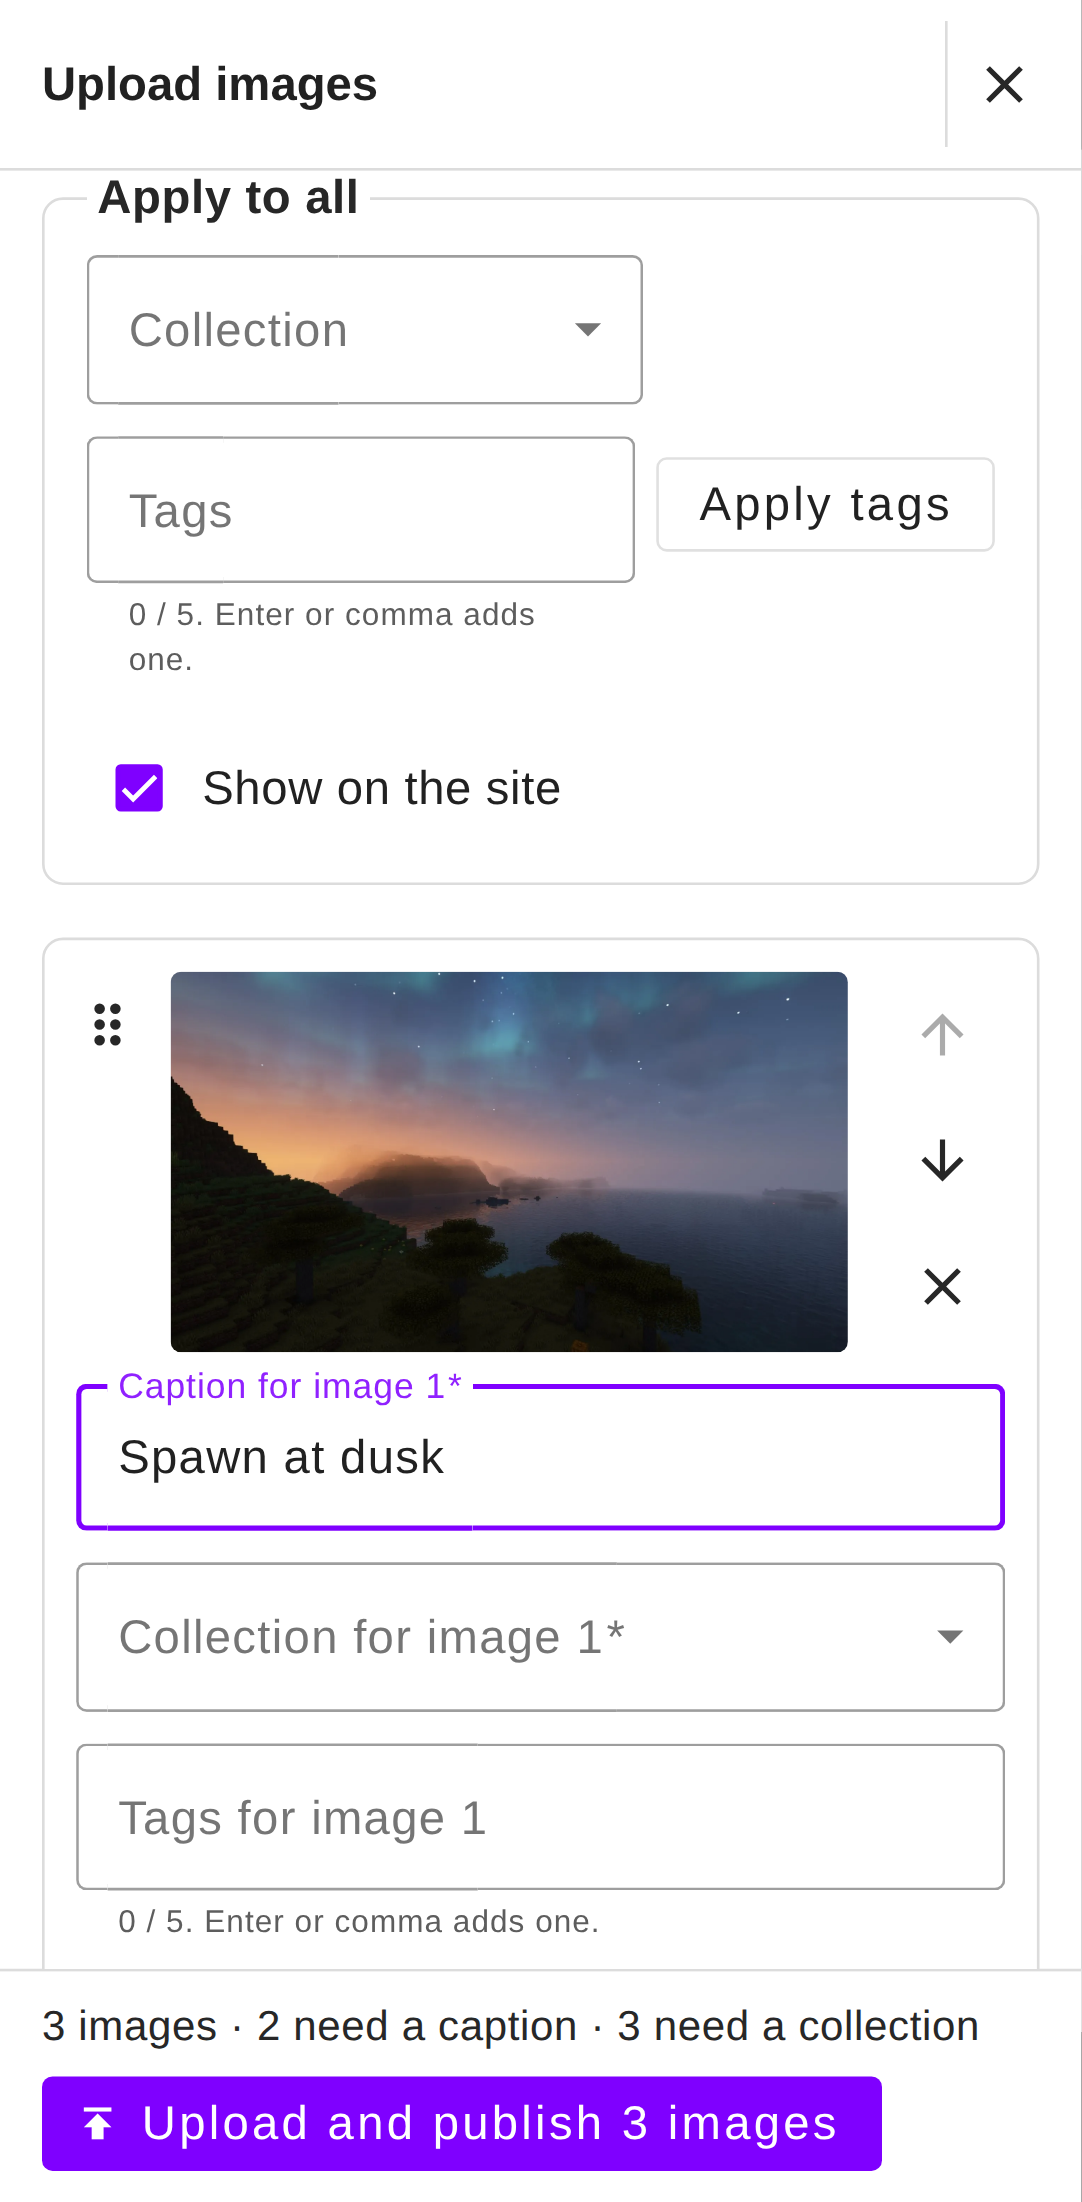 Upload images
Apply to all
Collection
Tags
Apply tags
0 / 5. Enter or comma adds
one.
Show on the site
Caption for image 1*
Spawn at dusk
Collection for image 1*
Tags for image 1
0 / 5. Enter or comma adds one.
3 images · 2 need a caption · 3 need a collection
Upload and publish 3 images